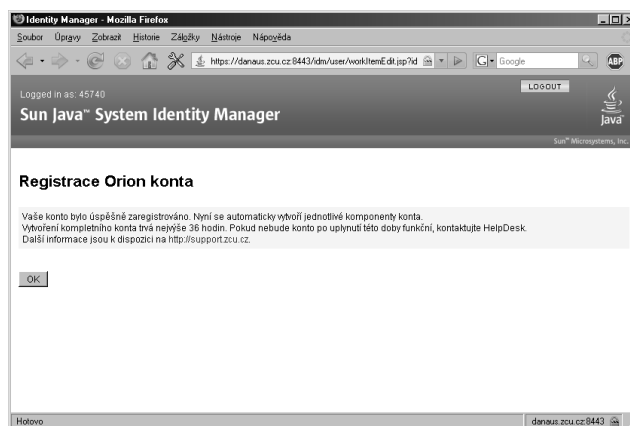 Identity Manager - Mozilla Firefox
Soubor Úpravy Zobrazit Historie Záložky Nástroje Nápověda
https://danaus.zcu.cz:8443/idm/user/workItemEdit.jsp?id
G Google
ABP
LOGOUT
Logged in as: 45740
Sun Java™ System Identity Manager
Java
Sun™ Microsystems, Inc.
Registrace Orion konta
Vaše konto bylo úspěšně zaregistrováno. Nyní se automaticky vytvoří jednotlivé komponenty konta.
Vytvoření kompletního konta trvá nejvýše 36 hodin. Pokud nebude konto po uplynutí této doby funkční, kontaktujte HelpDesk.
Další informace jsou k dispozici na http://support.zcu.cz.
OK
Hotovo
danaus.zcu.cz:8443